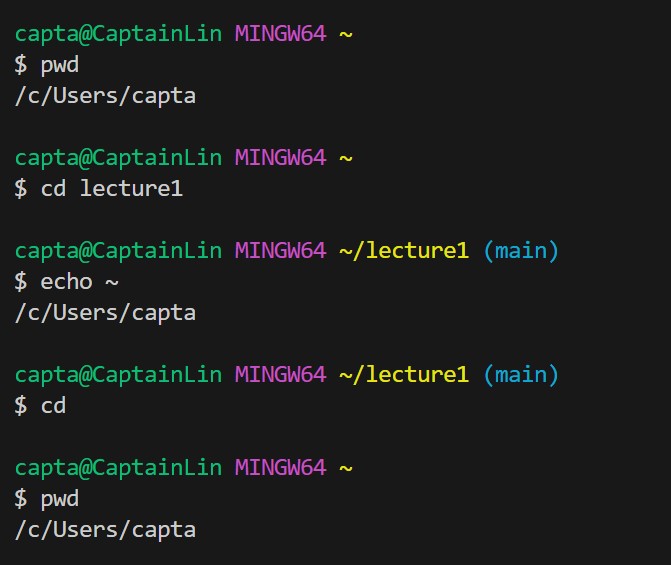 capta@CaptainLin MINGW64 ~
$ pwd
/c/Users/capta
capta@CaptainLin MINGW64 ~
$ cd lecture1
capta@CaptainLin MINGW64 ~/lecture1 (main)
$ echo ~
/c/Users/capta
capta@CaptainLin MINGW64 ~/lecture1 (main)
$ cd
capta@CaptainLin MINGW64 ~
$ pwd
/c/Users/capta